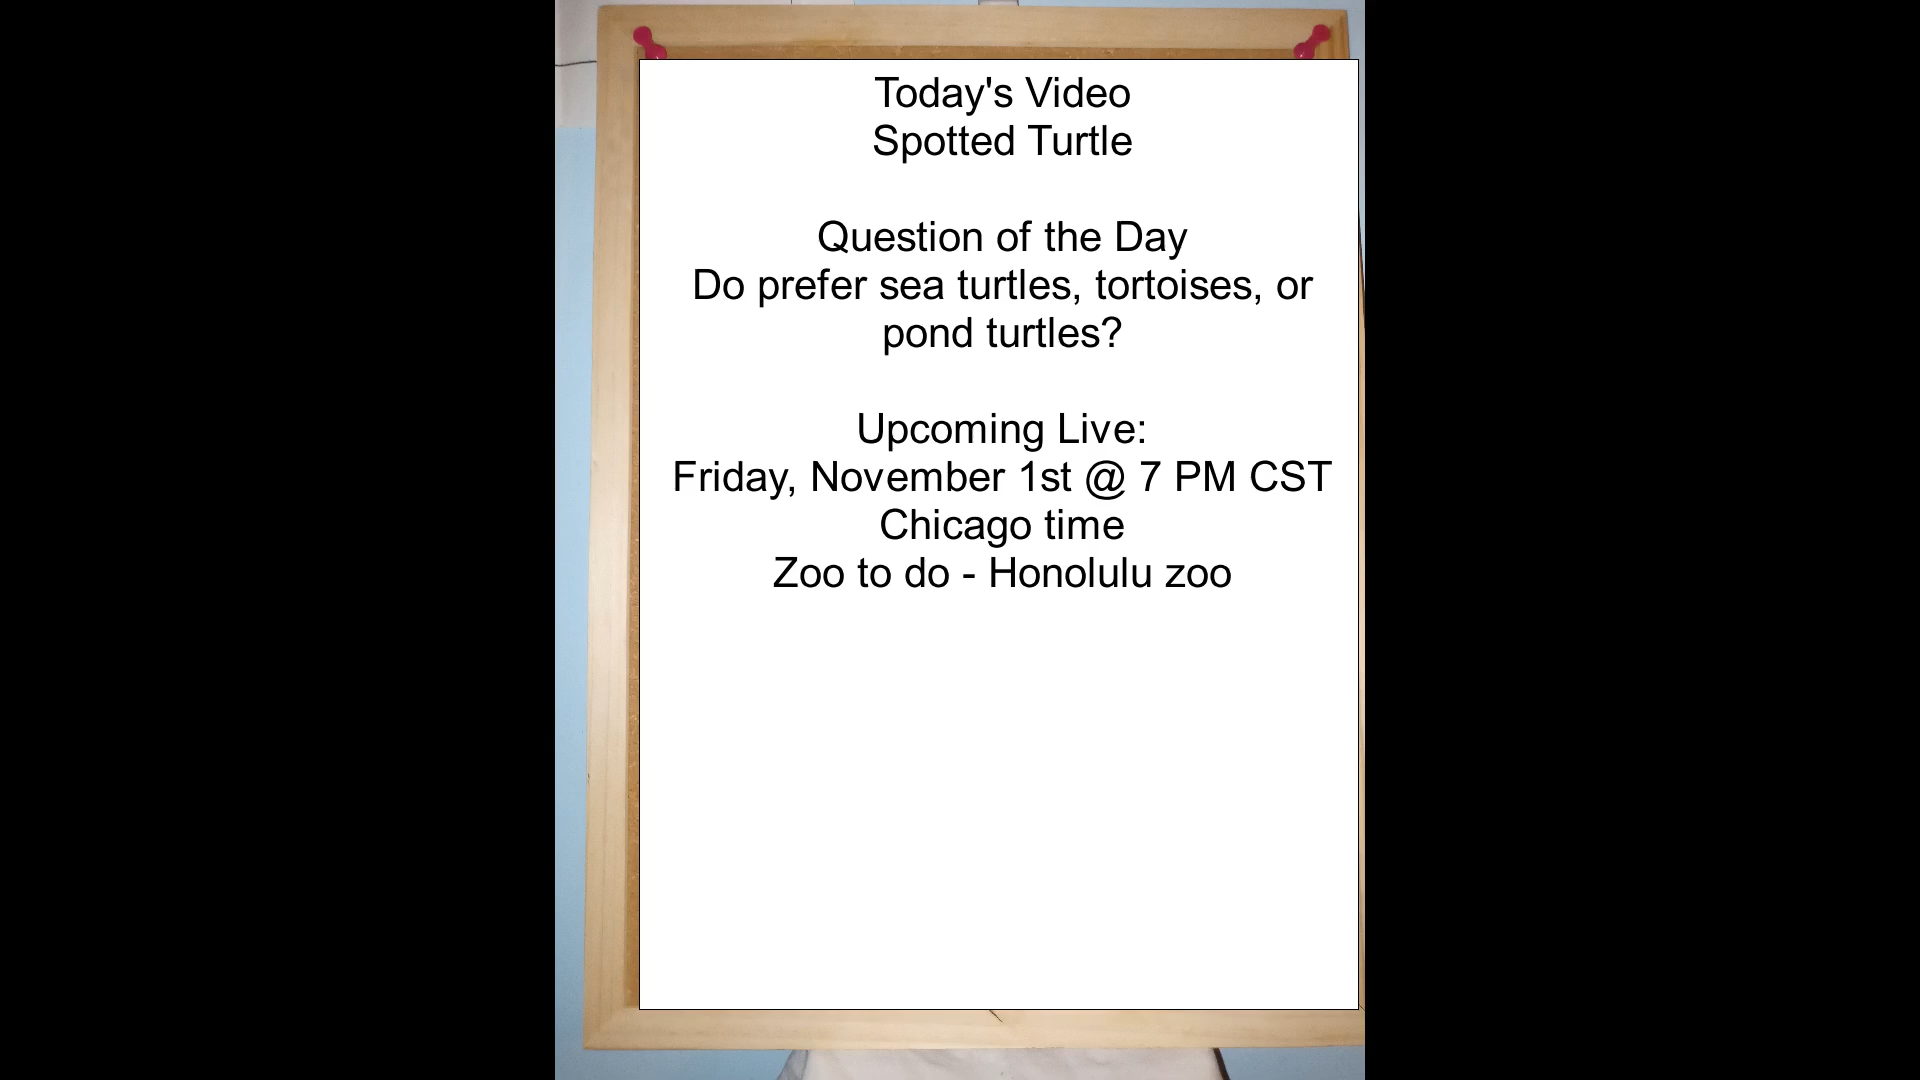 Today's Video
Spotted Turtle
Question of the Day
Do prefer sea turtles, tortoises, or
pond turtles?
Upcoming Live:
Friday, November 1st @ 7 PM CST
Chicago time
Zoo to do - Honolulu zoo